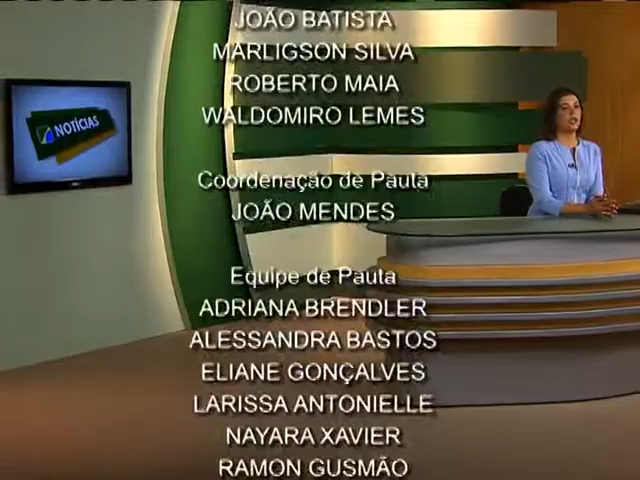 JOÃO BATISTA
MARLIGSON SILVA
ROBERTO MAIA
WALDOMIRO LEMES
Coordenação de Pauta
JOÃO MENDES
Equipe de Pauta
ADRIANA BRENDLER
ALESSANDRA BASTOS
ELIANE GONÇALVES
LARISSA ANTONIELLE
NAYARA XAVIER
RAMON GUSMÃO
NOTÍCIAS